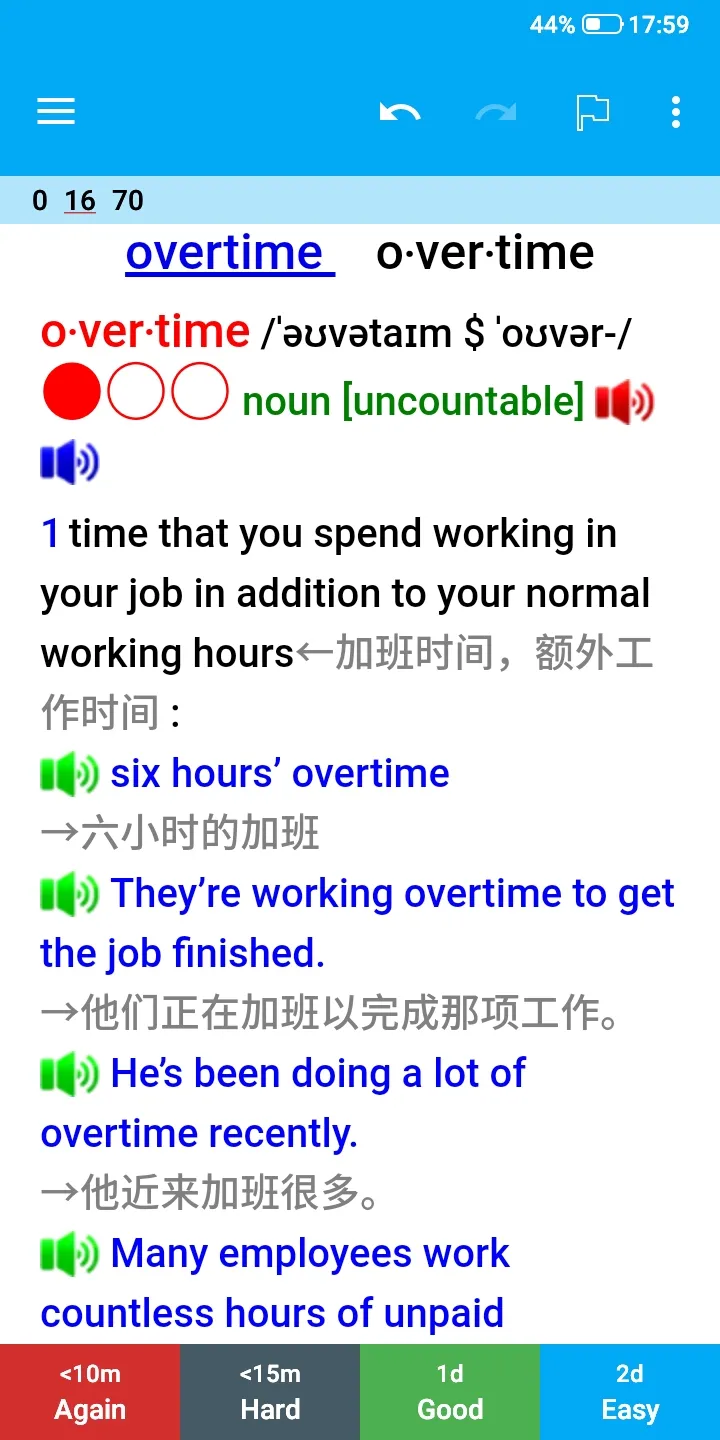 44% 17:59
0 16 70
overtime o·ver·time
o·ver·time /ˈəʊvətaɪm $ ˈoʊvər-/
noun [uncountable]
1 time that you spend working in
your job in addition to your normal
working hours←加班时间，额外工
作时间 :
six hours’ overtime
→六小时的加班
They’re working overtime to get
the job finished.
→他们正在加班以完成那项工作。
He’s been doing a lot of
overtime recently.
→他近来加班很多。
Many employees work
countless hours of unpaid
<10m <15m 1d 2d
Again Hard Good Easy